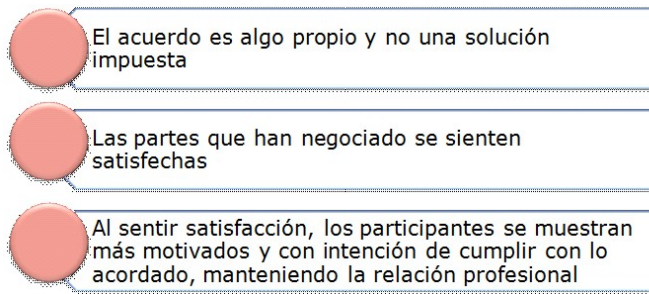 El acuerdo es algo propio y no una solución
impuesta
Las partes que han negociado se sienten
satisfechas
Al sentir satisfacción, los participantes se muestran
más motivados y con intención de cumplir con lo
acordado, manteniendo la relación profesional